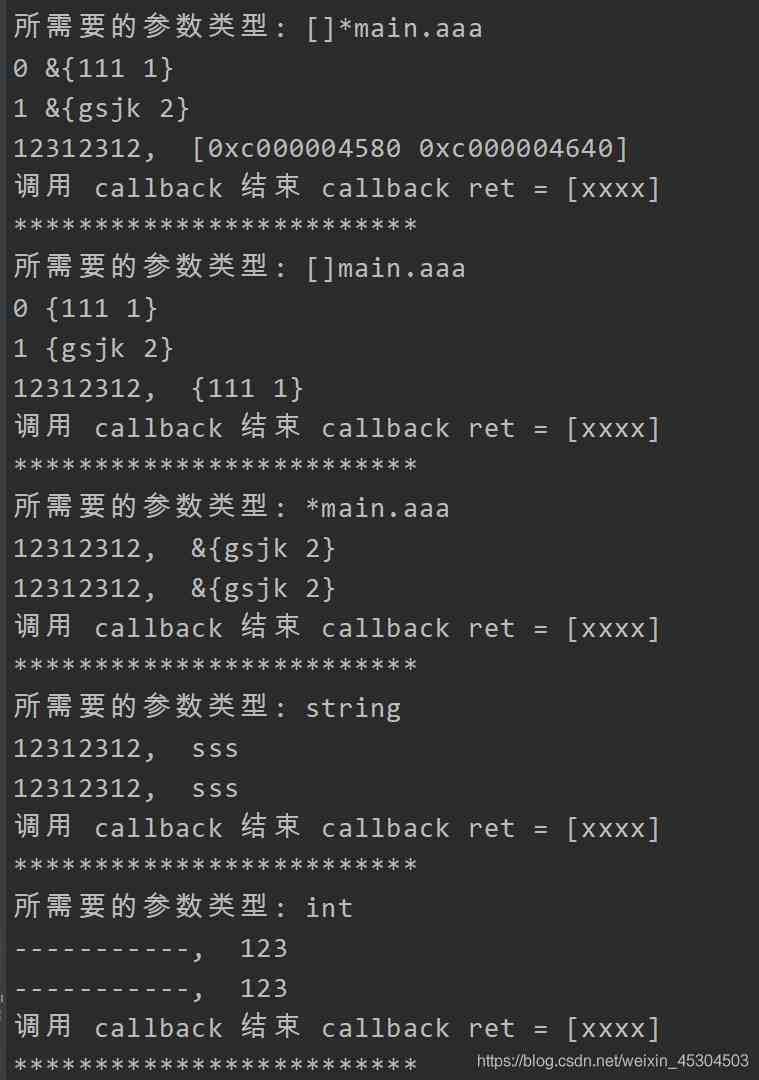 所需要的参数类型: []*main.aaa
0 &{111 1}
1 &{gsjk 2}
12312312,  [0xc000004580 0xc000004640]
调用 callback 结束 callback ret = [xxxx]
*************************
所需要的参数类型: []main.aaa
0 {111 1}
1 {gsjk 2}
12312312,  {111 1}
调用 callback 结束 callback ret = [xxxx]
*************************
所需要的参数类型: *main.aaa
12312312,  &{gsjk 2}
12312312,  &{gsjk 2}
调用 callback 结束 callback ret = [xxxx]
*************************
所需要的参数类型: string
12312312,  sss
12312312,  sss
调用 callback 结束 callback ret = [xxxx]
*************************
所需要的参数类型: int
-----------,  123
-----------,  123
调用 callback 结束 callback ret = [xxxx]
*************************
https://blog.csdn.net/weixin_45304503